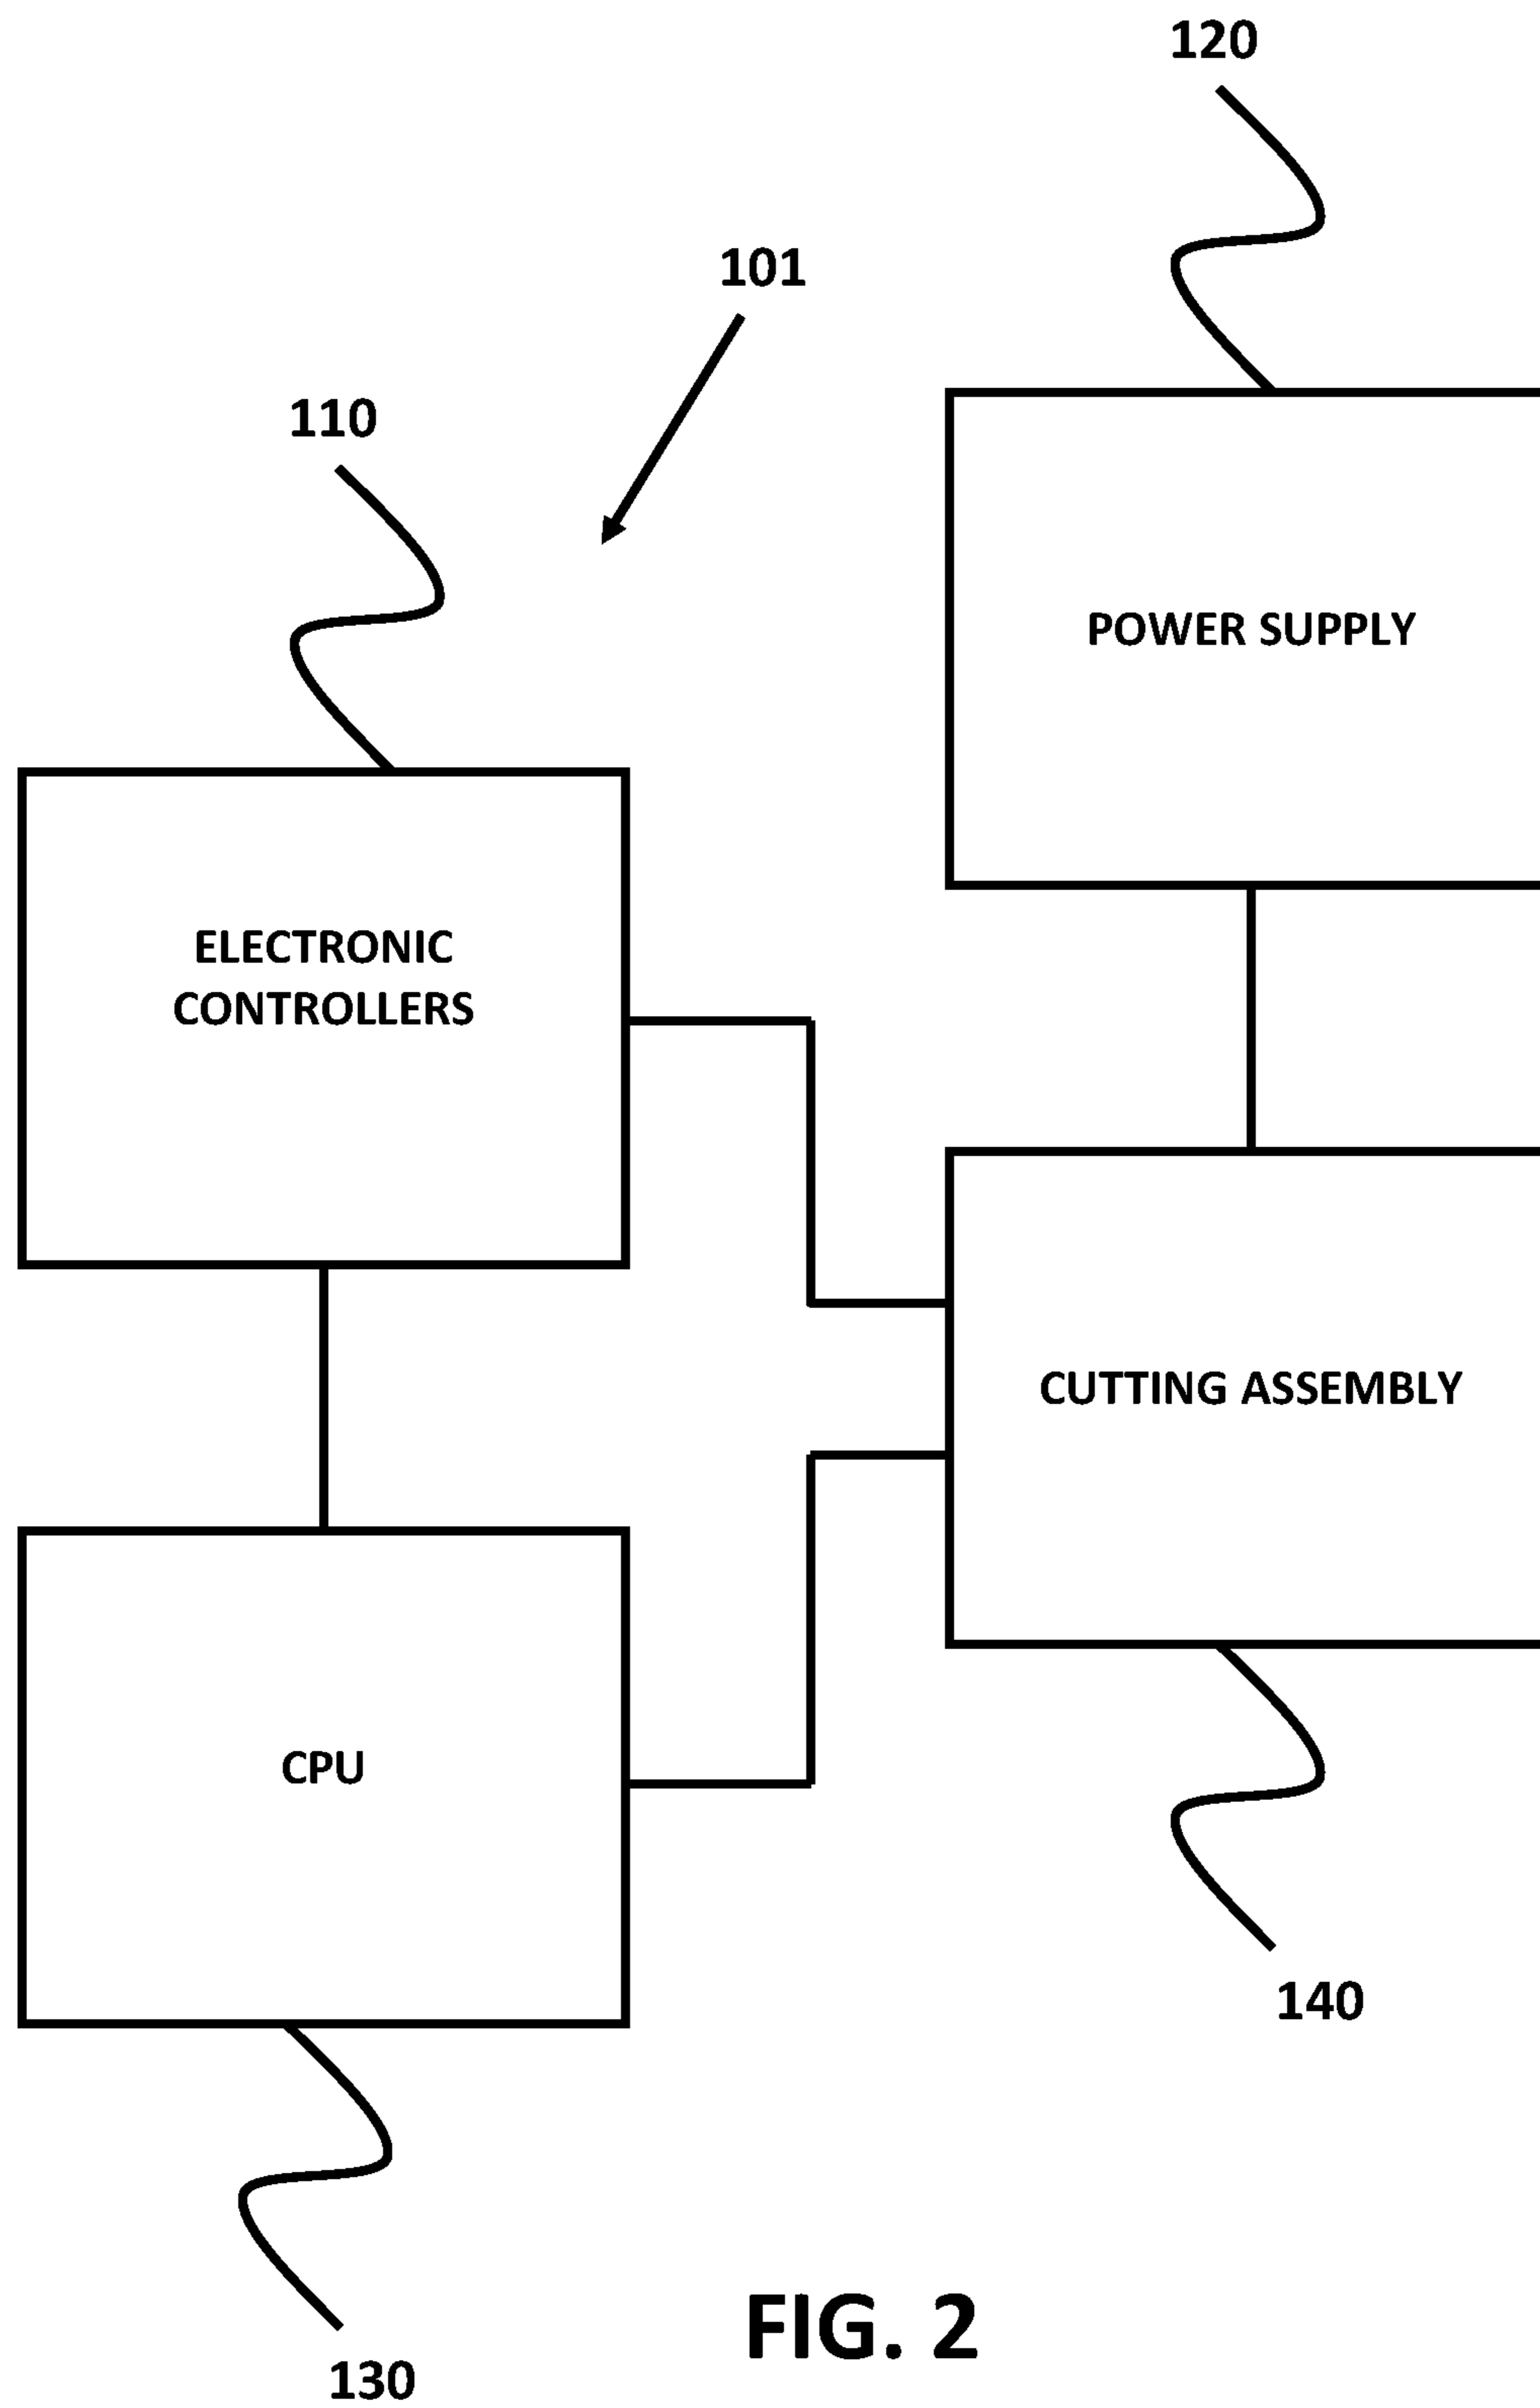 120
101
110
POWER SUPPLY
ELECTRONIC
CONTROLLERS
CUTTING ASSEMBLY
CPU
140
FIG. 2
130